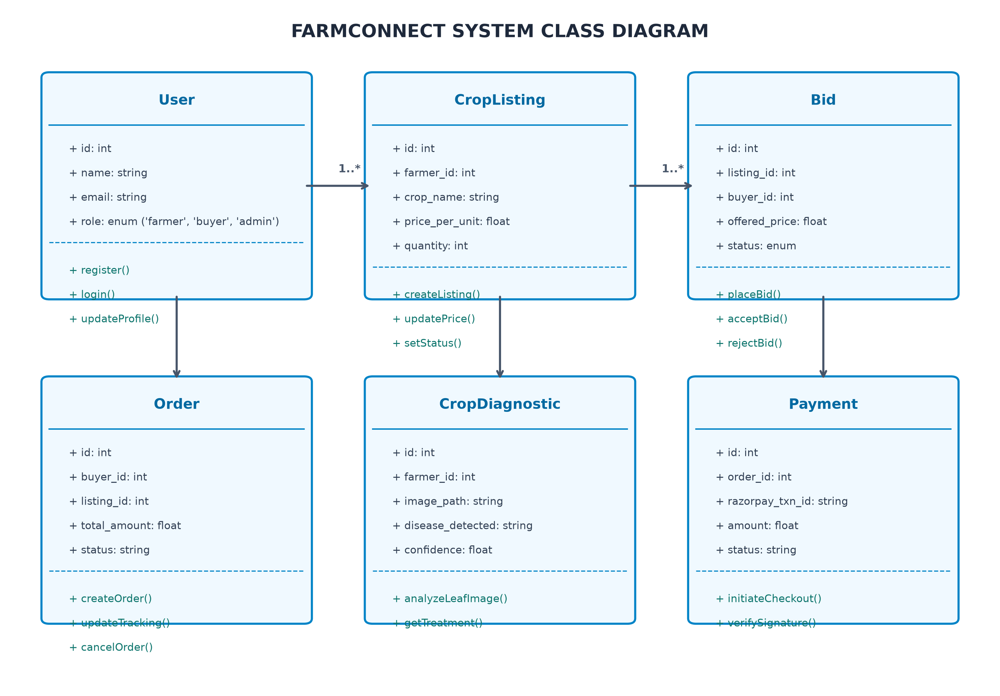 FARMCONNECT SYSTEM CLASS DIAGRAM
User
+ id: int
+ name: string
+ email: string
+ role: enum ('farmer', 'buyer', 'admin')
+ register()
+ login()
+ updateProfile()
1..*
CropListing
+ id: int
+ farmer_id: int
+ crop_name: string
+ price_per_unit: float
+ quantity: int
+ createListing()
+ updatePrice()
+ setStatus()
1..*
Bid
+ id: int
+ listing_id: int
+ buyer_id: int
+ offered_price: float
+ status: enum
+ placeBid()
+ acceptBid()
+ rejectBid()
Order
+ id: int
+ buyer_id: int
+ listing_id: int
+ total_amount: float
+ status: string
+ createOrder()
+ updateTracking()
+ cancelOrder()
CropDiagnostic
+ id: int
+ farmer_id: int
+ image_path: string
+ disease_detected: string
+ confidence: float
+ analyzeLeafImage()
+ getTreatment()
Payment
+ id: int
+ order_id: int
+ razorpay_txn_id: string
+ amount: float
+ status: string
+ initiateCheckout()
+ verifySignature()